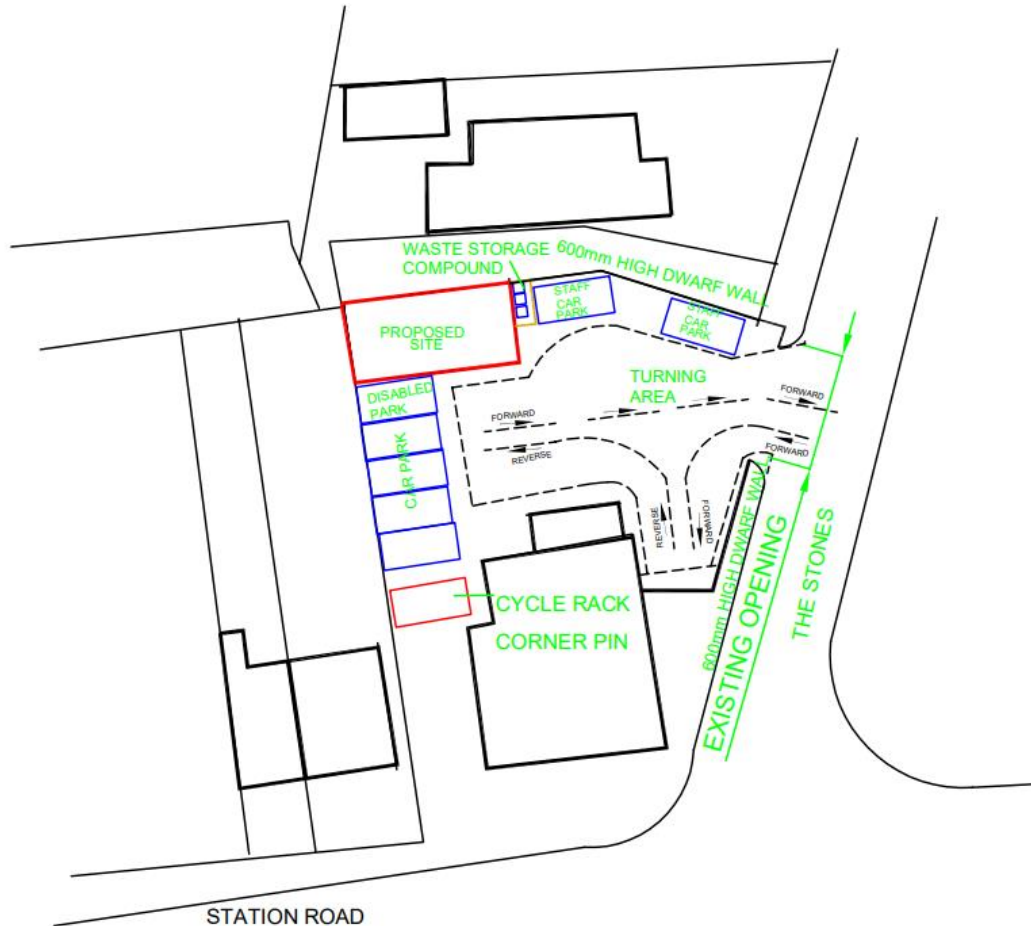 WASTE STORAGE
COMPOUND
600mm HIGH DWARF WALL
STAFF
CAR
PARK
STAFF
CAR
PARK
PROPOSED
SITE
DISABLED
PARK
CAR PARK
TURNING
AREA
FORWARD
REVERSE
FORWARD
FORWARD
REVERSE
FORWARD
600mm HIGH DWARF WALL
EXISTING OPENING
THE STONES
CYCLE RACK
CORNER PIN
STATION ROAD